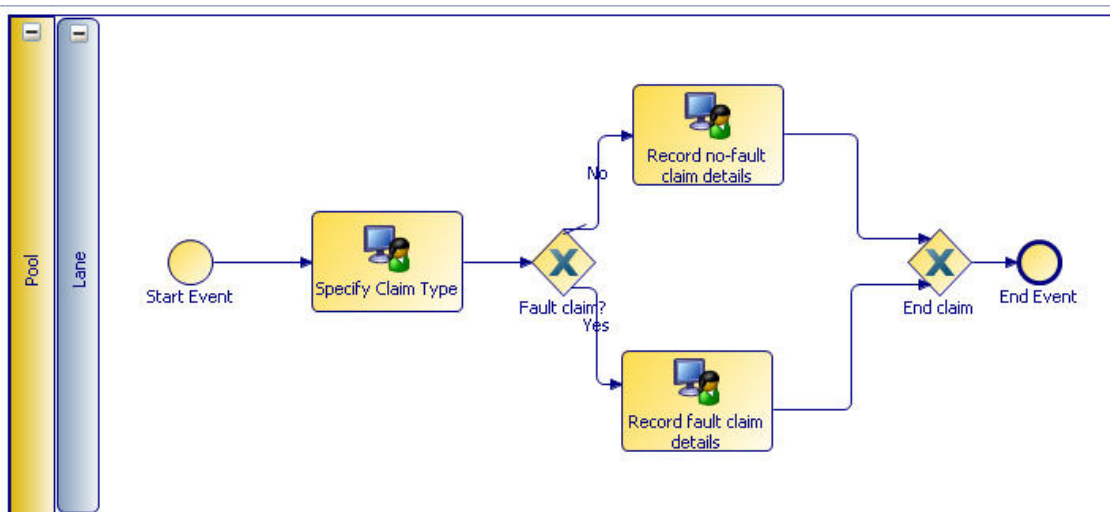 Pool
Lane
Start Event
Specify Claim Type
Fault claim?
No
Yes
Record no-fault
claim details
Record fault claim
details
End claim
End Event